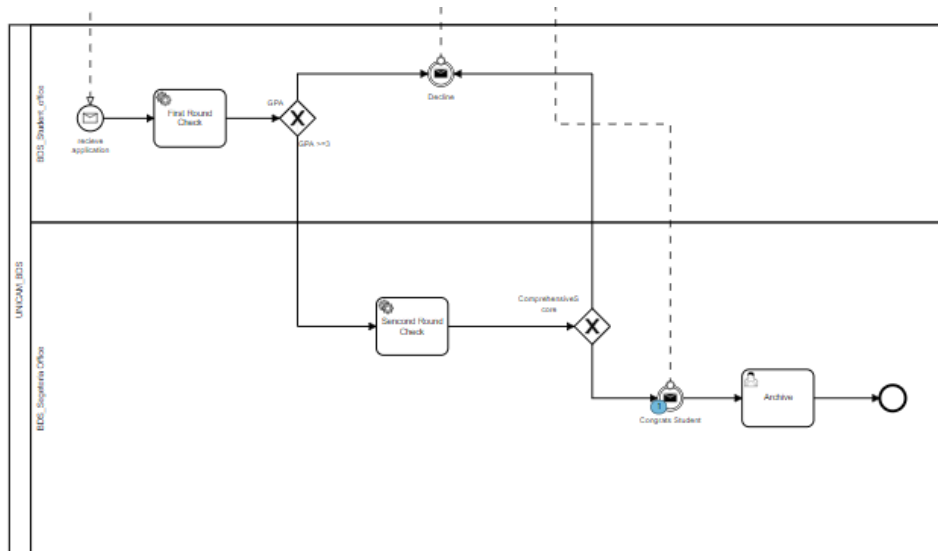 UNICAM_BDS
BDS_Student_office
recieve
application
First Round
Check
GPA
GPA >=3
Decline
BDS_Segeteria Office
Sencond Round
Check
ComprehensiveS
core
1
Congrats Student
Archive